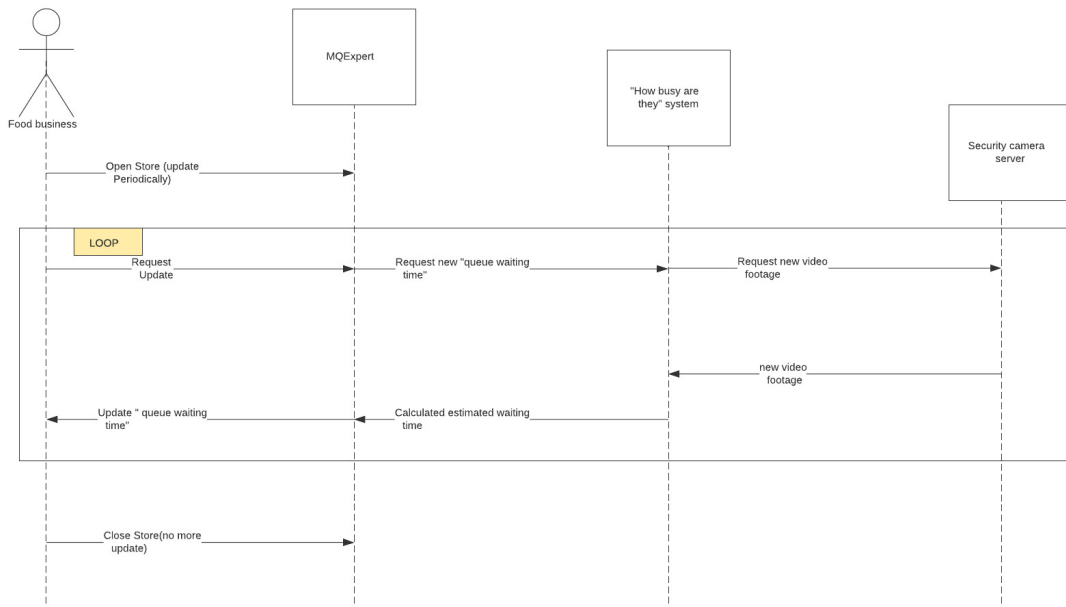 MQExpert
"How busy are
they" system
Food business
Security camera
server
Open Store (update
Periodically)
LOOP
Request
Update
Request new "queue waiting
time"
Request new video
footage
new video
footage
Update " queue waiting
time"
Calculated estimated waiting
time
Close Store(no more
update)